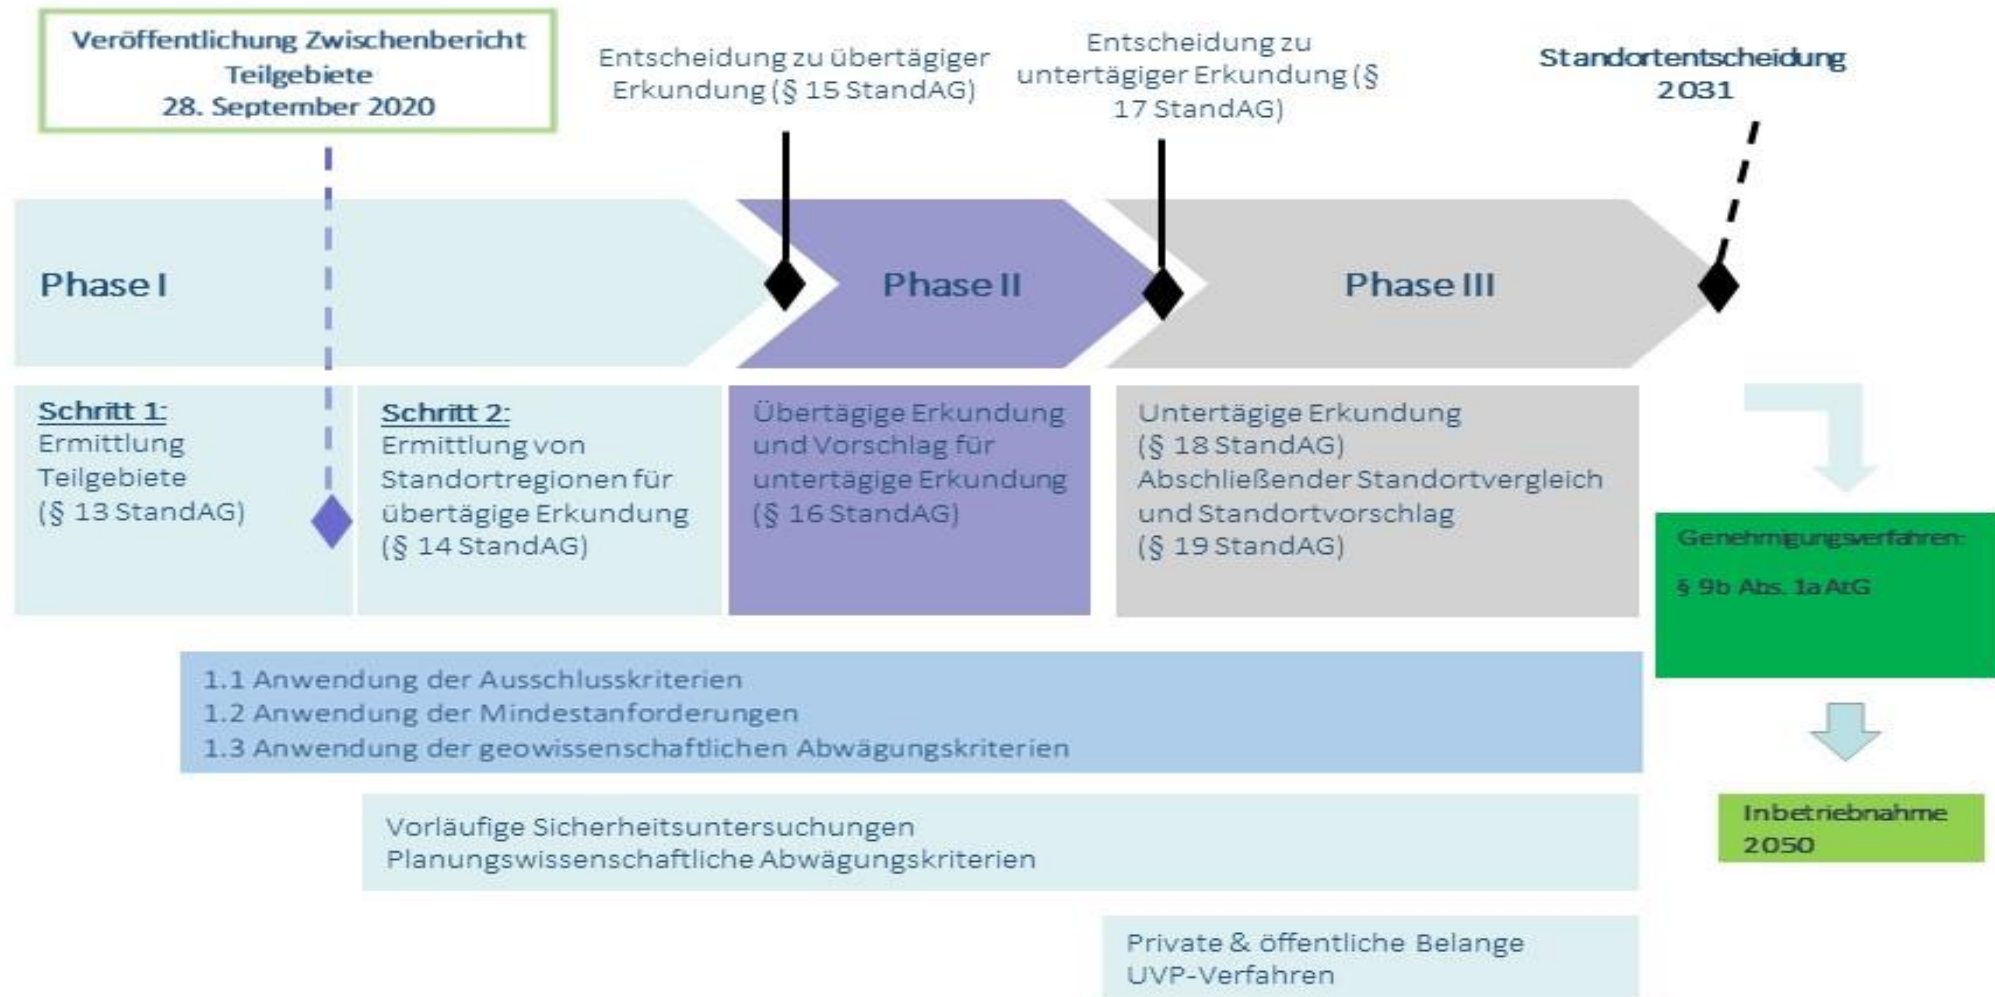 Veröffentlichung Zwischenbericht
Teilgebiete
28. September 2020
Entscheidung zu übertägiger
Erkundung (§ 15 StandAG)
Entscheidung zu
untertägiger Erkundung (§
17 StandAG)
Standortentscheidung
2031
Phase I
Phase II
Phase III
Schritt 1:
Ermittlung
Teilgebiete
(§ 13 StandAG)
Schritt 2:
Ermittlung von
Standortregionen für
übertägige Erkundung
(§ 14 StandAG)
Übertägige Erkundung
und Vorschlag für
untertägige Erkundung
(§ 16 StandAG)
Untertägige Erkundung
(§ 18 StandAG)
Abschließender Standortvergleich
und Standortvorschlag
(§ 19 StandAG)
Genehmigungsverfahren:
§ 9b Abs. 1a AtG
1.1 Anwendung der Ausschlusskriterien
1.2 Anwendung der Mindestanforderungen
1.3 Anwendung der geowissenschaftlichen Abwägungskriterien
Vorläufige Sicherheitsuntersuchungen
Planungswissenschaftliche Abwägungskriterien
Inbetriebnahme
2050
Private & öffentliche Belange
UVP-Verfahren